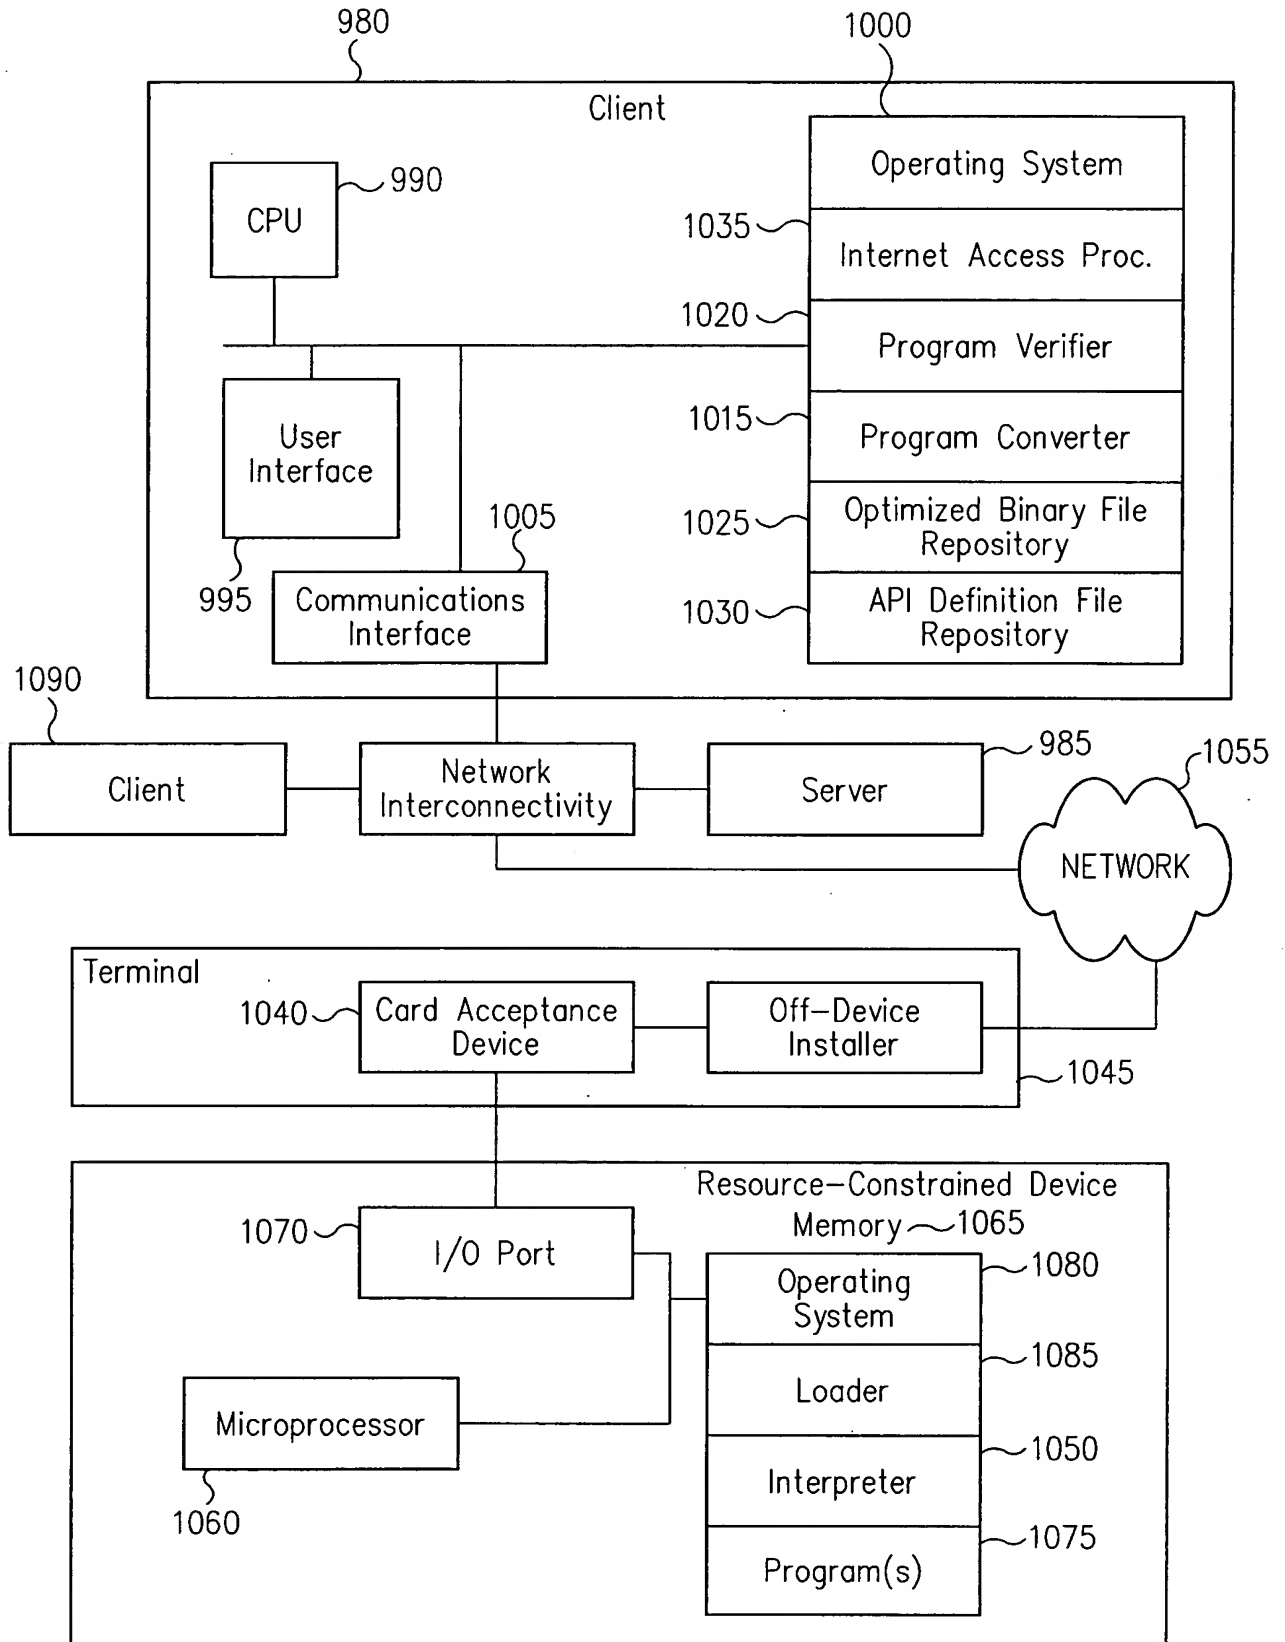 980
1000
Client
Operating System
990
CPU
1035
Internet Access Proc.
1020
Program Verifier
1015
Program Converter
User
Interface
1005
1025
Optimized Binary File
Repository
995
Communications
Interface
1030
API Definition File
Repository
1090
Client
Network
Interconnectivity
985
Server
1055
NETWORK
Terminal
1040
Card Acceptance
Device
Off-Device
Installer
1045
Resource-Constrained Device
Memory 1065
1070
I/O Port
1080
Operating
System
1085
Loader
Microprocessor
1060
1050
Interpreter
1075
Program(s)